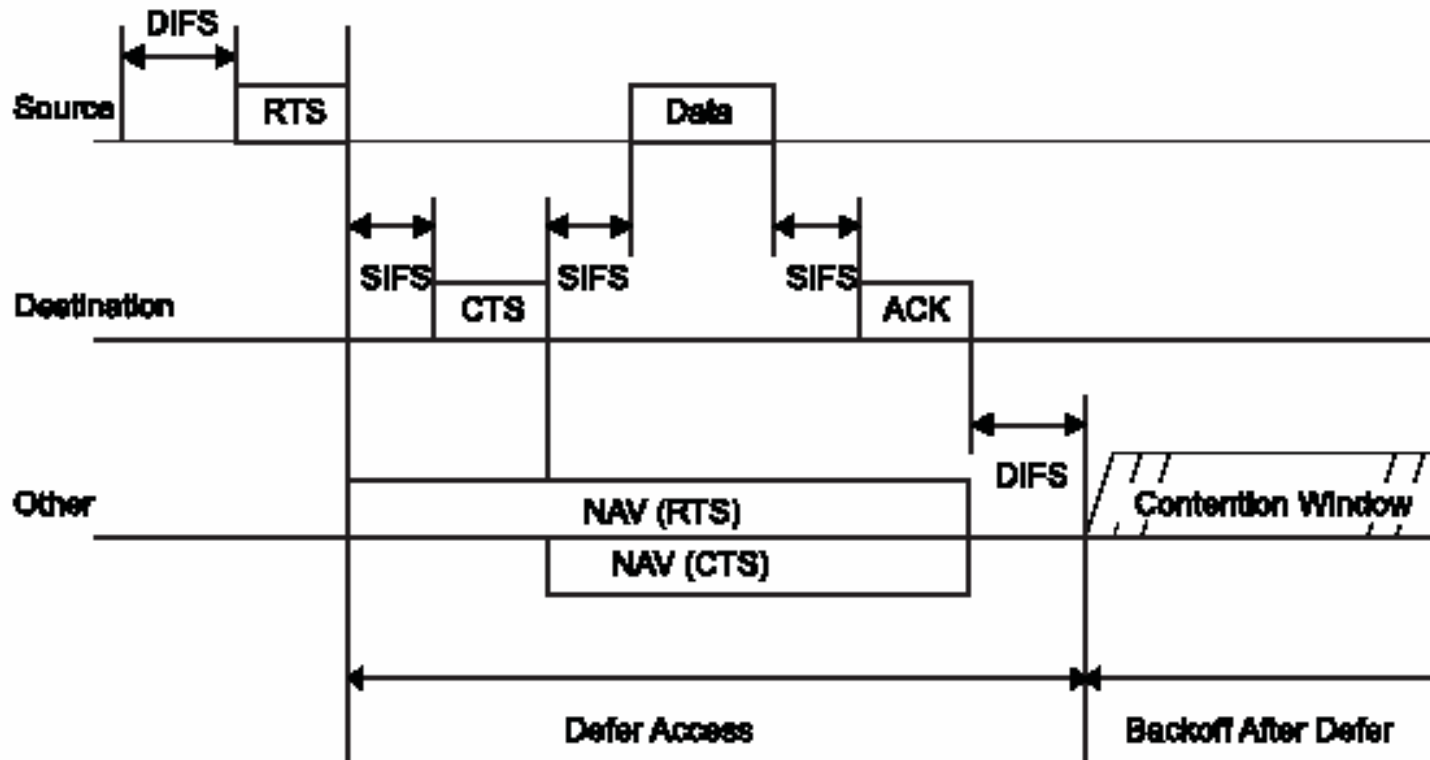 DIFS
Source
RTS
Data
SIFS
SIFS
SIFS
Destination
CTS
ACK
DIFS
Other
NAV (RTS)
Contention Window
NAV (CTS)
Defer Access
Backoff After Defer